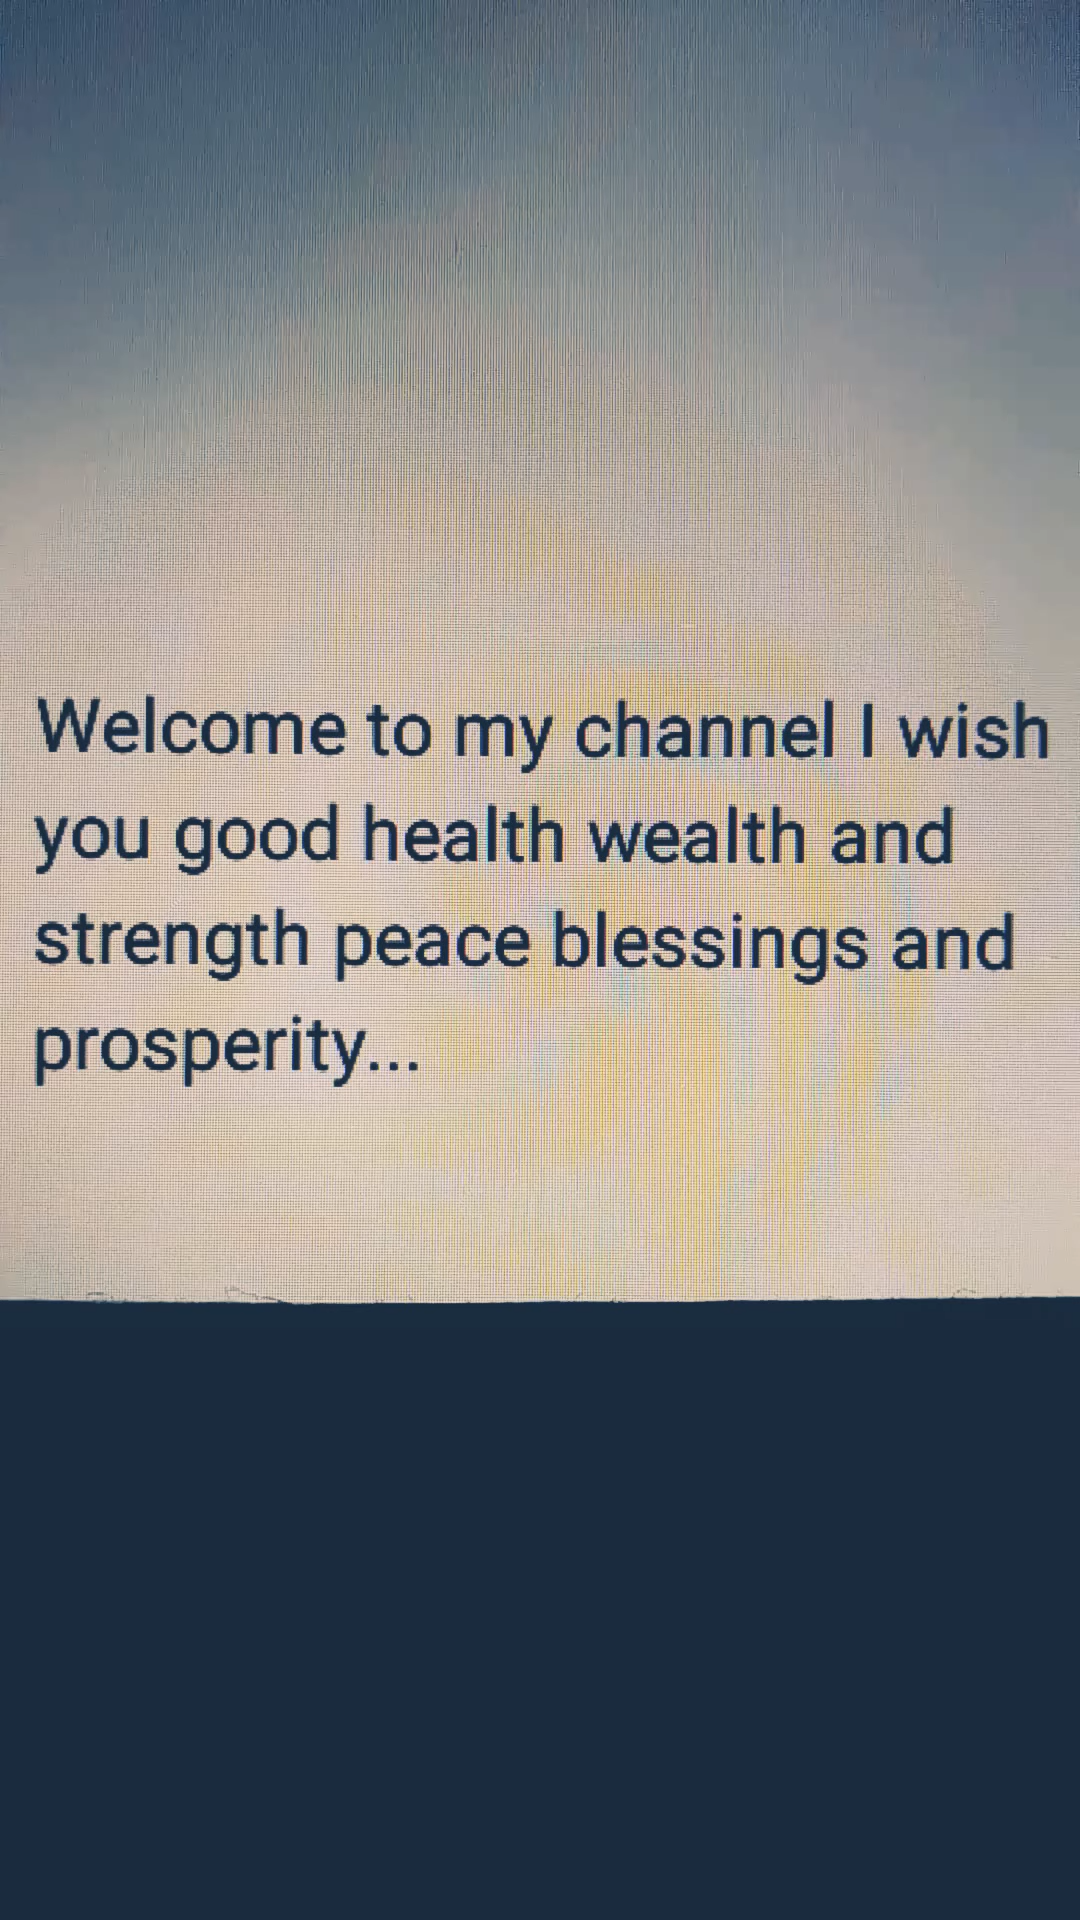 Welcome to my channel I wish
you good health wealth and
strength peace blessings and
prosperity...